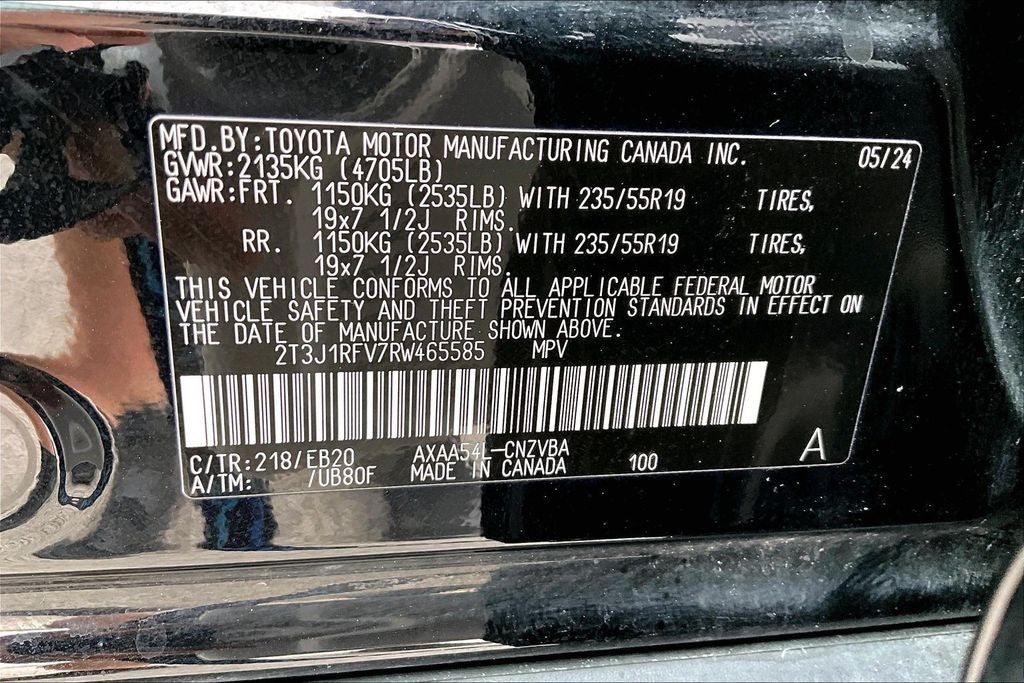 MFD.BY:TOYOTA MOTOR MANUFACTURING CANADA INC. 05/24
GVWR:2135KG (4705LB)
GAWR:FRT. 1150KG (2535LB) WITH 235/55R19 TIRES,
19x7 1/2J RIMS.
RR. 1150KG (2535LB) WITH 235/55R19 TIRES,
19x7 1/2J RIMS.
THIS VEHICLE CONFORMS TO ALL APPLICABLE FEDERAL MOTOR
VEHICLE SAFETY AND THEFT PREVENTION STANDARDS IN EFFECT ON
THE DATE OF MANUFACTURE SHOWN ABOVE.
2T3J1RFV7RW465585 MPV
C/TR:218/EB20 AXAA54L-CNZVBA
A/TM: /UB80F MADE IN CANADA 100 A